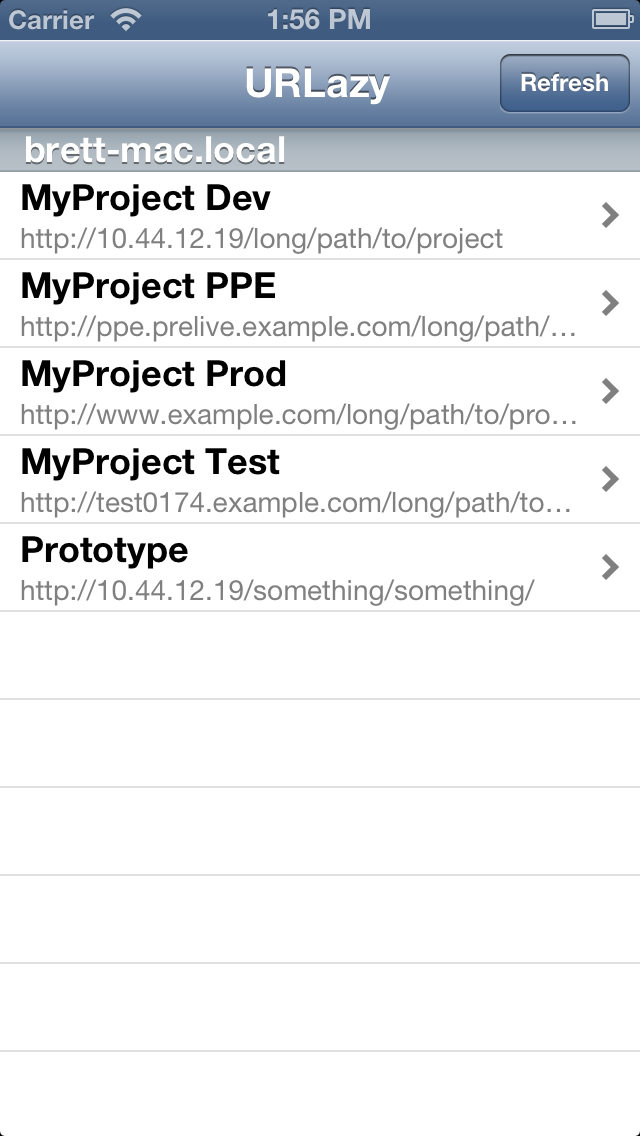 Carrier 1:56 PM
URLazy Refresh
brett-mac.local
MyProject Dev
http://10.44.12.19/long/path/to/project
MyProject PPE
http://ppe.prelive.example.com/long/path/…
MyProject Prod
http://www.example.com/long/path/to/pro…
MyProject Test
http://test0174.example.com/long/path/to…
Prototype
http://10.44.12.19/something/something/